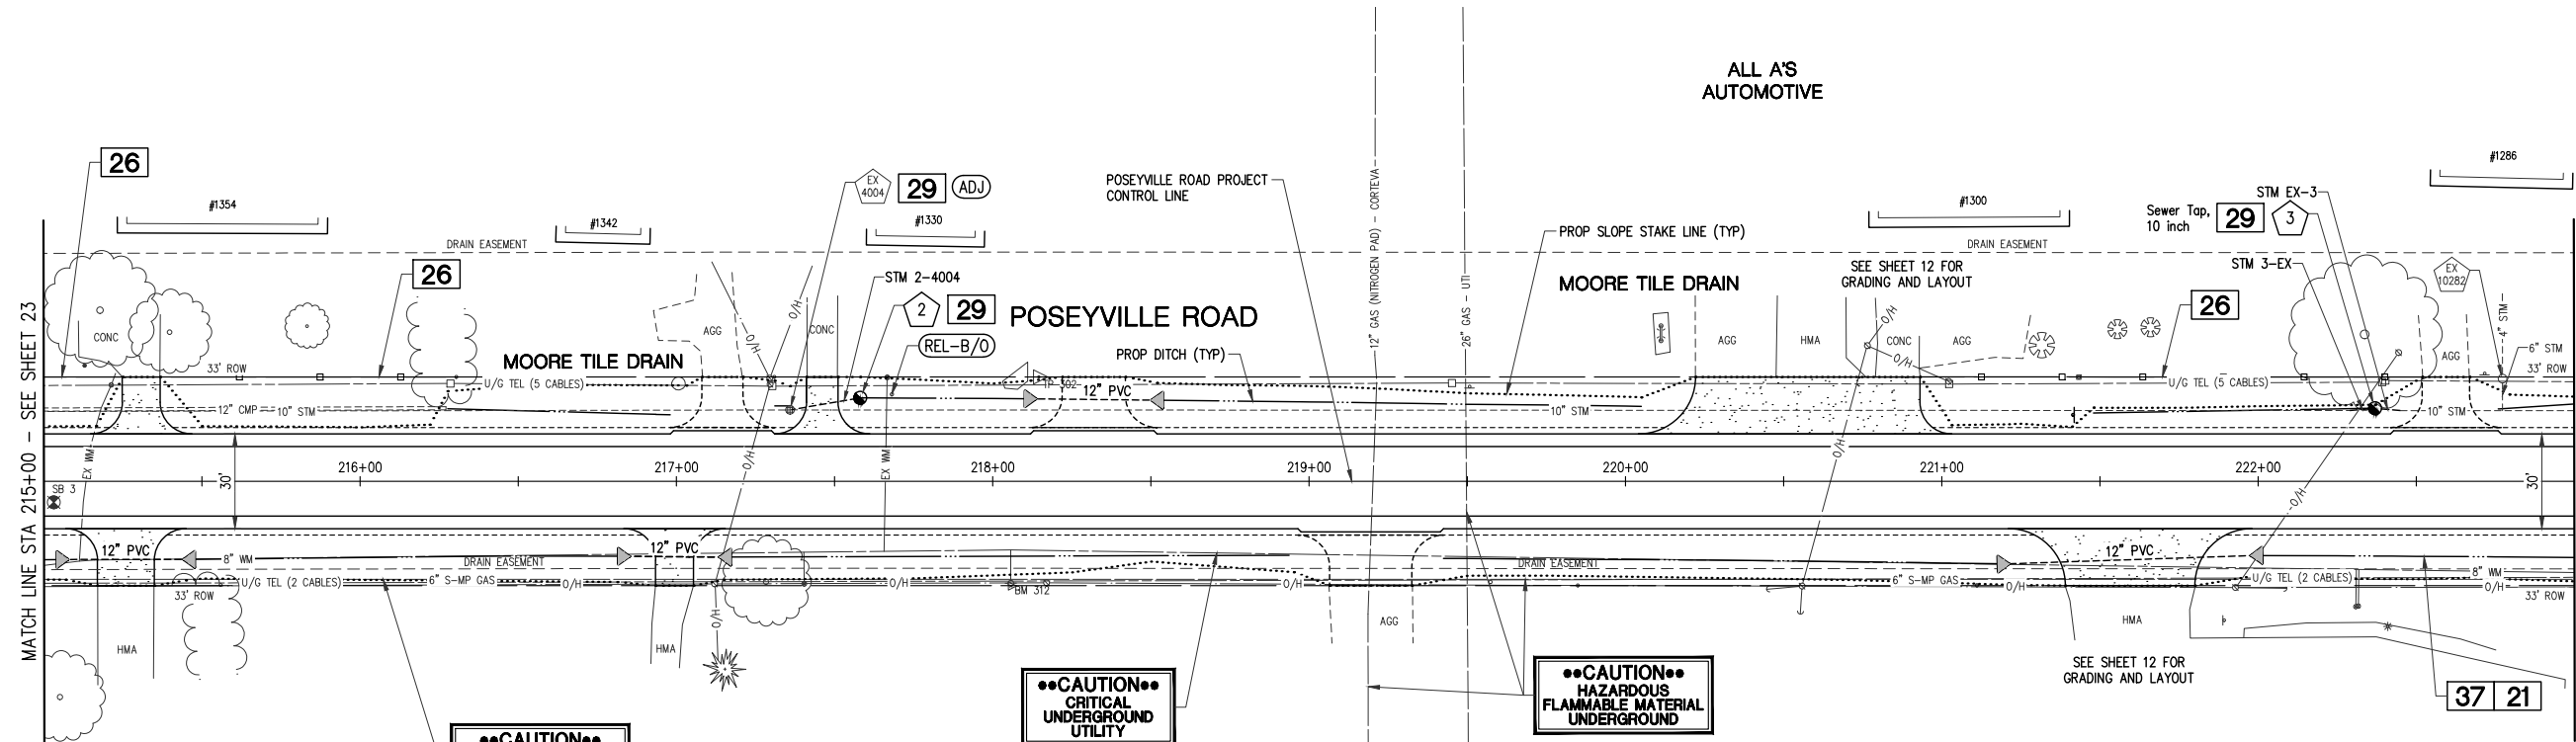 ALL A'S
AUTOMOTIVE
26
#1354
#1342
EX
4004
29
ADJ
#1330
POSEYVILLE ROAD PROJECT
CONTROL LINE
12" GAS (NITROGEN PAD) - CORTEVA
26" GAS - UTI
PROP SLOPE STAKE LINE (TYP)
#1300
Sewer Tap,
10 inch
29
3
STM EX-3
#1286
DRAIN EASEMENT
DRAIN EASEMENT
26
STM 2-4004
2
29
REL-B/O
POSEYVILLE ROAD
MOORE TILE DRAIN
SEE SHEET 12 FOR
GRADING AND LAYOUT
STM 3-EX
EX
10282
26
4" STM
CONC
AGG
O/H
O/H
CONC
MOORE TILE DRAIN
PROP DITCH (TYP)
AGG
HMA
O/H
CONC
AGG
O/H
AGG
6" STM
33' ROW
33' ROW
U/G TEL (5 CABLES)
12" PVC
U/G TEL (5 CABLES)
12" CMP
10" STM
10" STM
10" STM
MATCH LINE STA 215+00 - SEE SHEET 23
EX WM
O/H
EX WM
O/H
216+00
217+00
218+00
219+00
220+00
221+00
222+00
30'
30'
SB 3
O/H
12" PVC
8" WM
DRAIN EASEMENT
12" PVC
DRAIN EASEMENT
12" PVC
8" WM
U/G TEL (2 CABLES)
6" S-MP GAS
O/H
O/H
BM 312
O/H
6" S-MP GAS
O/H
U/G TEL (2 CABLES)
O/H
33' ROW
33' ROW
O/H
HMA
HMA
AGG
HMA
SEE SHEET 12 FOR
GRADING AND LAYOUT
37 21
CAUTION
CRITICAL
UNDERGROUND
UTILITY
CAUTION
HAZARDOUS
FLAMMABLE MATERIAL
UNDERGROUND
CAUTION